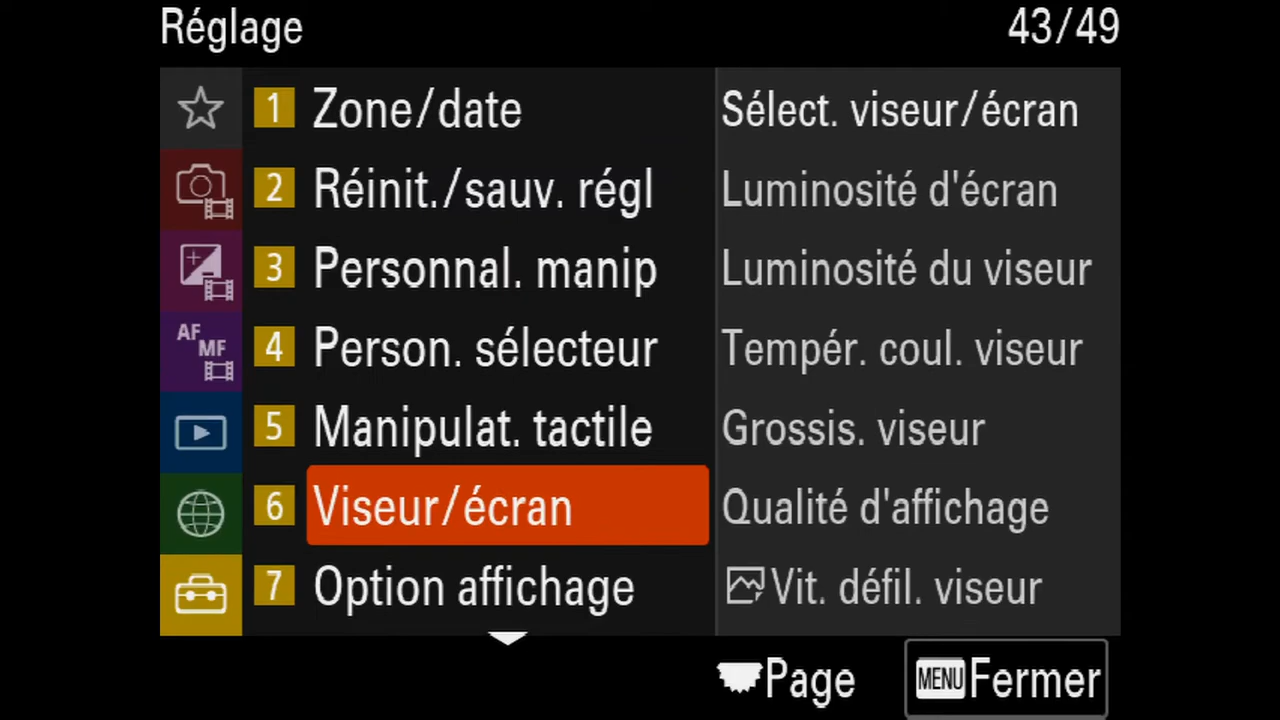 Réglage 43/49
1 Zone/date
2 Réinit./sauv. régl
3 Personnal. manip
4 Person. sélecteur
5 Manipulat. tactile
6 Viseur/écran
7 Option affichage
Sélect. viseur/écran
Luminosité d'écran
Luminosité du viseur
Tempér. coul. viseur
Grossis. viseur
Qualité d'affichage
Vit. défil. viseur
AF MF
Page MENU Fermer